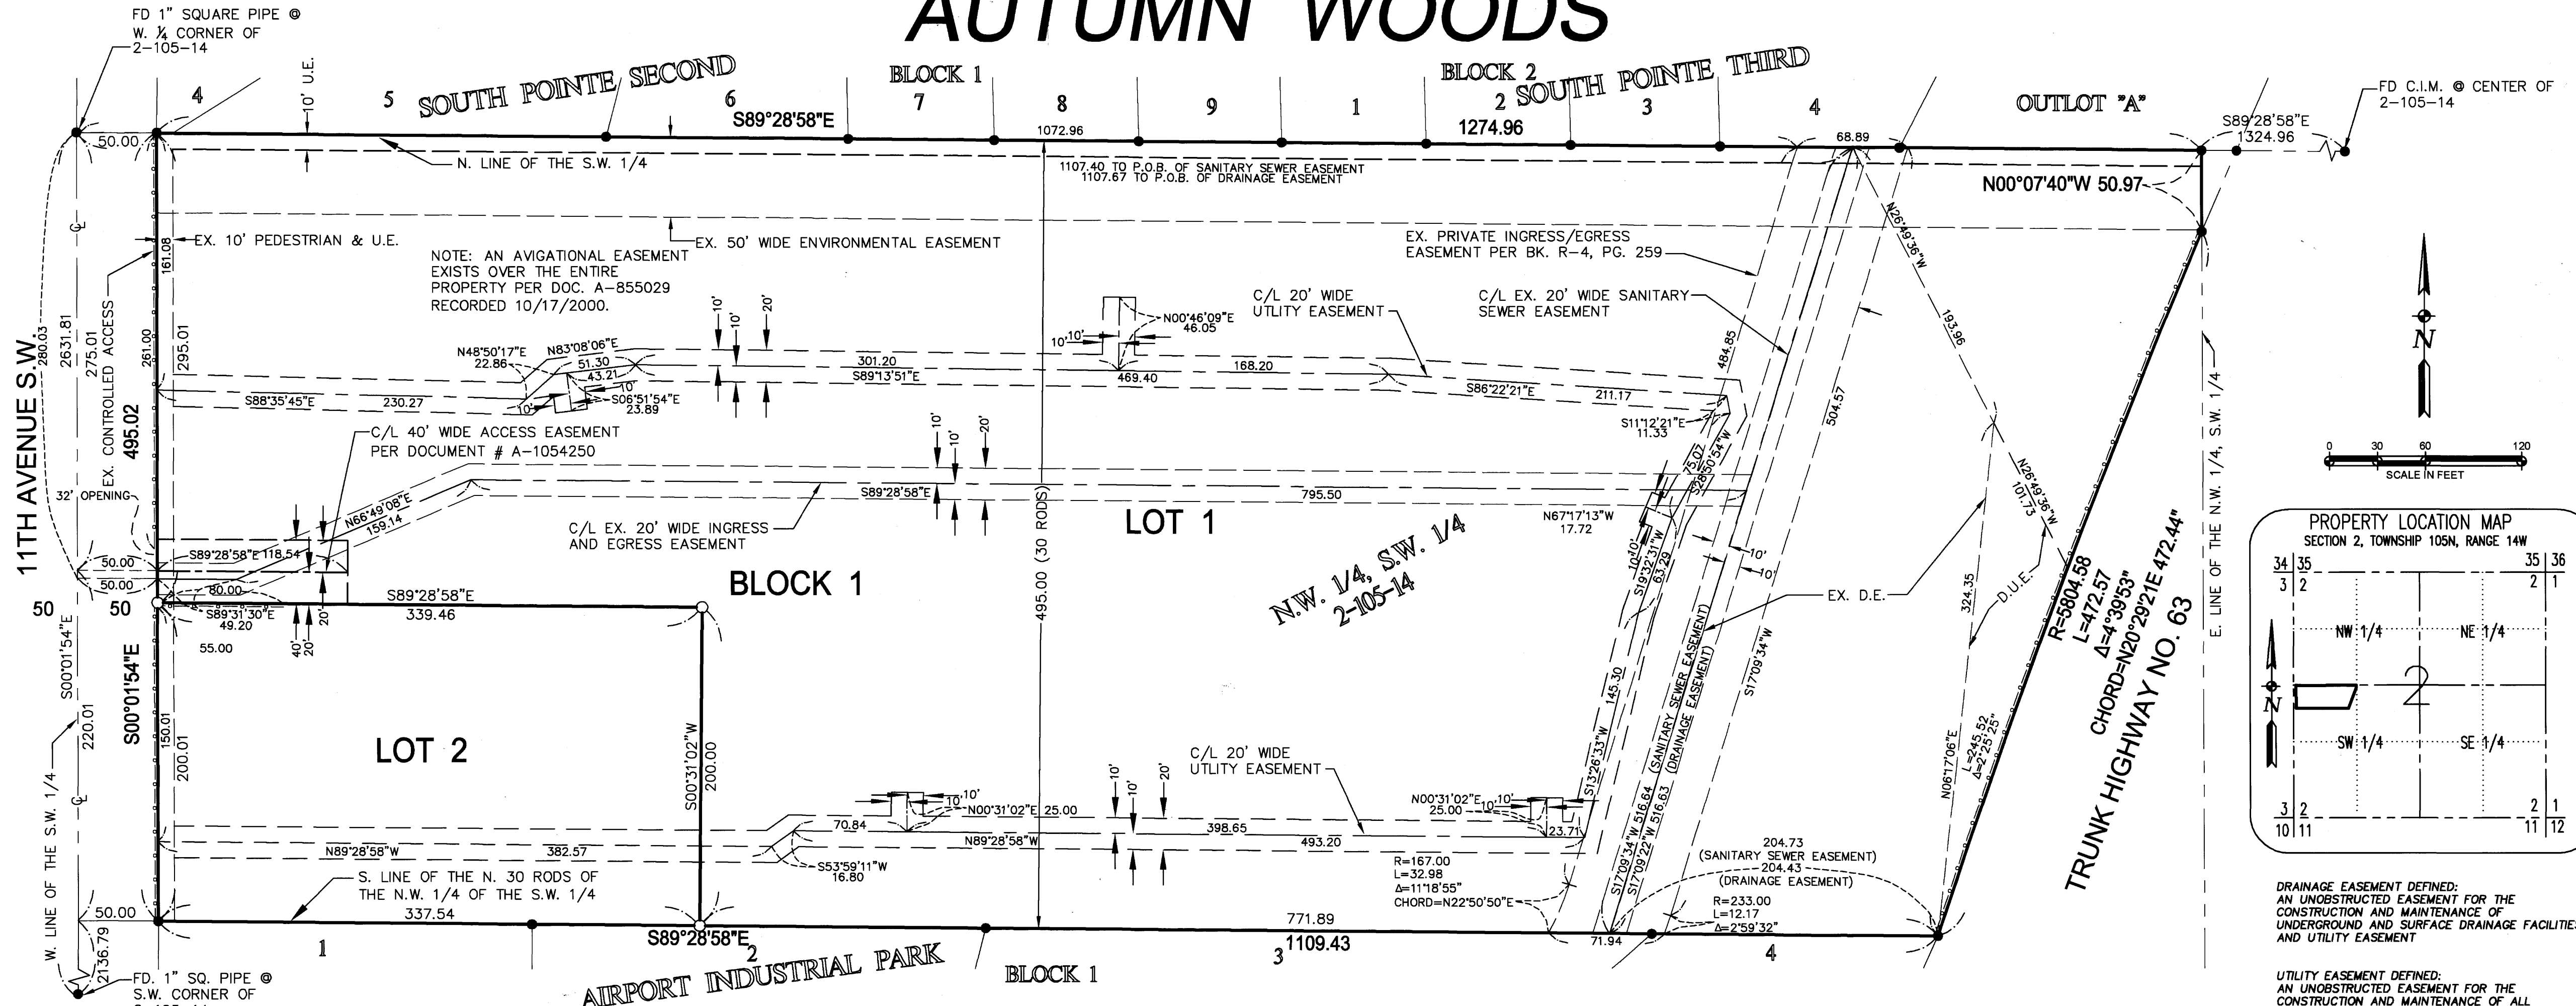 AUTUMN WOODS
FD 1" SQUARE PIPE @
W. ¼ CORNER OF
2-105-14
10' U.E.
SOUTH POINTE SECOND
BLOCK 1
BLOCK 2
SOUTH POINTE THIRD
4
5
6
7
8
9
1
2
3
4
OUTLOT "A"
FD C.I.M. @ CENTER OF
2-105-14
S89°28'58"E
1324.96
50.00
S89°28'58"E
1072.96
1274.96
68.89
N. LINE OF THE S.W. 1/4
1107.40 TO P.O.B. OF SANITARY SEWER EASEMENT
1107.67 TO P.O.B. OF DRAINAGE EASEMENT
N00°07'40"W 50.97
EX. 10' PEDESTRIAN & U.E.
EX. 50' WIDE ENVIRONMENTAL EASEMENT
NOTE: AN AVIGATIONAL EASEMENT
EXISTS OVER THE ENTIRE
PROPERTY PER DOC. A-855029
RECORDED 10/17/2000.
EX. PRIVATE INGRESS/EGRESS
EASEMENT PER BK. R-4, PG. 259
C/L 20' WIDE
UTLITY EASEMENT
C/L EX. 20' WIDE SANITARY
SEWER EASEMENT
N26°49'36"W
193.96
11TH AVENUE S.W.
280.03
2631.81
275.01
EX. CONTROLLED ACCESS
161.08
261.00
295.01
495.02
10'
10'
20'
N00°46'09"E
46.05
10'
10'
N48°50'17"E
22.86
N83°08'06"E
51.30
43.21
10'
10'
S06°51'54"E
23.89
301.20
S89°13'51"E
469.40
168.20
S86°22'21"E
211.17
S88°35'45"E
230.27
484.85
504.57
S11°12'21"E
11.33
75.07
S28°50'54"W
C/L 40' WIDE ACCESS EASEMENT
PER DOCUMENT # A-1054250
32' OPENING
N66°49'08"E
159.14
10'
10'
20'
S89°28'58"E
795.50
C/L EX. 20' WIDE INGRESS
AND EGRESS EASEMENT
495.00 (30 RODS)
LOT 1
N.W. 1/4, S.W. 1/4
2-105-14
N67°17'13"W
17.72
10'
10'
S19°32'31"W
63.29
10'
10'
N26°49'36"W
101.73
S89°28'58"E 118.54
50.00
50.00
80.00
S89°31'30"E
49.20
55.00
40'
20'
20'
50
50
BLOCK 1
S89°28'58"E
339.46
EX. D.E.
D.U.E.
324.35
R=5804.58
L=472.57
Δ=4°39'53"
CHORD=N20°29'21E 472.44"
TRUNK HIGHWAY NO. 63
E. LINE OF THE N.W. 1/4, S.W. 1/4
S00°01'54"E
220.01
S00°01'54"E
150.01
200.01
LOT 2
S00°31'02"W
200.00
W. LINE OF THE S.W. 1/4
145.30
S13°26'33"W
S17°09'34"W 516.64
(SANITARY SEWER EASEMENT)
S17°09'22"W 516.63
(DRAINAGE EASEMENT)
S17°09'34"W
N06°17'06"E
L=245.52
Δ=2°25'25"
C/L 20' WIDE
UTLITY EASEMENT
10'
10'
20'
10'
10'
N00°31'02"E 25.00
70.84
398.65
N89°28'58"W
493.20
N00°31'02"E
25.00
10'
10'
23.71
N89°28'58"W
382.57
S53°59'11"W
16.80
S. LINE OF THE N. 30 RODS OF
THE N.W. 1/4 OF THE S.W. 1/4
R=167.00
L=32.98
Δ=11°18'55"
CHORD=N22°50'50"E
204.73
(SANITARY SEWER EASEMENT)
204.43
(DRAINAGE EASEMENT)
R=233.00
L=12.17
Δ=2°59'32"
50.00
337.54
S89°28'58"E
771.89
1109.43
71.94
1
2
3
4
AIRPORT INDUSTRIAL PARK
BLOCK 1
2136.79
FD. 1" SQ. PIPE @
S.W. CORNER OF
N
0 30 60 120
SCALE IN FEET
PROPERTY LOCATION MAP
SECTION 2, TOWNSHIP 105N, RANGE 14W
34 35
3 2
35 36
2 1
NW 1/4
NE 1/4
2
N
SW 1/4
SE 1/4
3 2
10 11
2 1
11 12
DRAINAGE EASEMENT DEFINED:
AN UNOBSTRUCTED EASEMENT FOR THE
CONSTRUCTION AND MAINTENANCE OF
UNDERGROUND AND SURFACE DRAINAGE FACILITIES
AND UTILITY EASEMENT
UTILITY EASEMENT DEFINED:
AN UNOBSTRUCTED EASEMENT FOR THE
CONSTRUCTION AND MAINTENANCE OF ALL